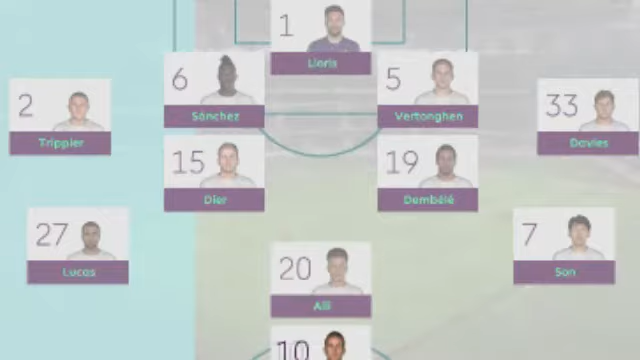 1
Lloris
6
Sánchez
5
Vertonghen
2
Trippier
33
Davies
15
Dier
19
Dembélé
27
Lucas
7
Son
20
Alli
10